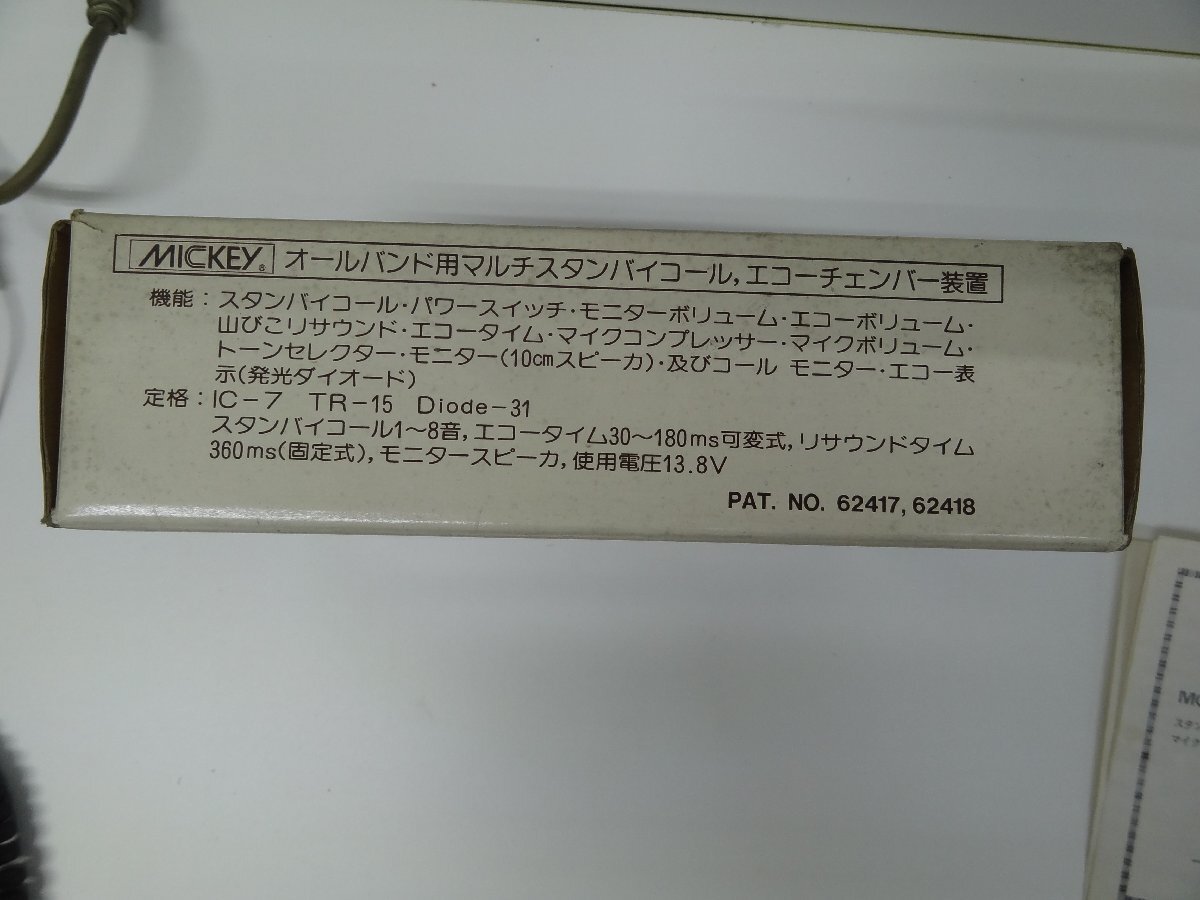 MICKEY® オールバンド用マルチスタンバイコール,エコーチェンバー装置
機能：スタンバイコール・パワースイッチ・モニターボリューム・エコーボリューム・
山びこリサウンド・エコータイム・マイクコンプレッサー・マイクボリューム・
トーンセレクター・モニター(10cmスピーカ)・及びコール モニター・エコー表
示(発光ダイオード)
定格：IC-7 TR-15 Diode-31
スタンバイコール1～8音,エコータイム30～180ms可変式,リサウンドタイム
360ms(固定式),モニタースピーカ,使用電圧13.8V
PAT. NO. 62417, 62418